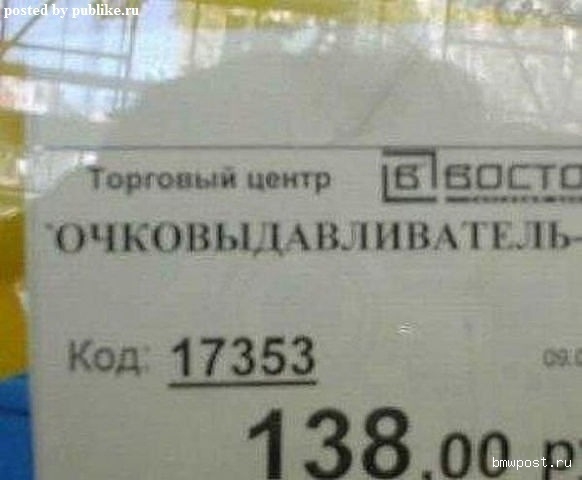 posted by publike.ru
Торговый центр
ОЧКОВЫДАВЛИВАТЕЛЬ-
Код: 17353
138,00
bmwpost.ru